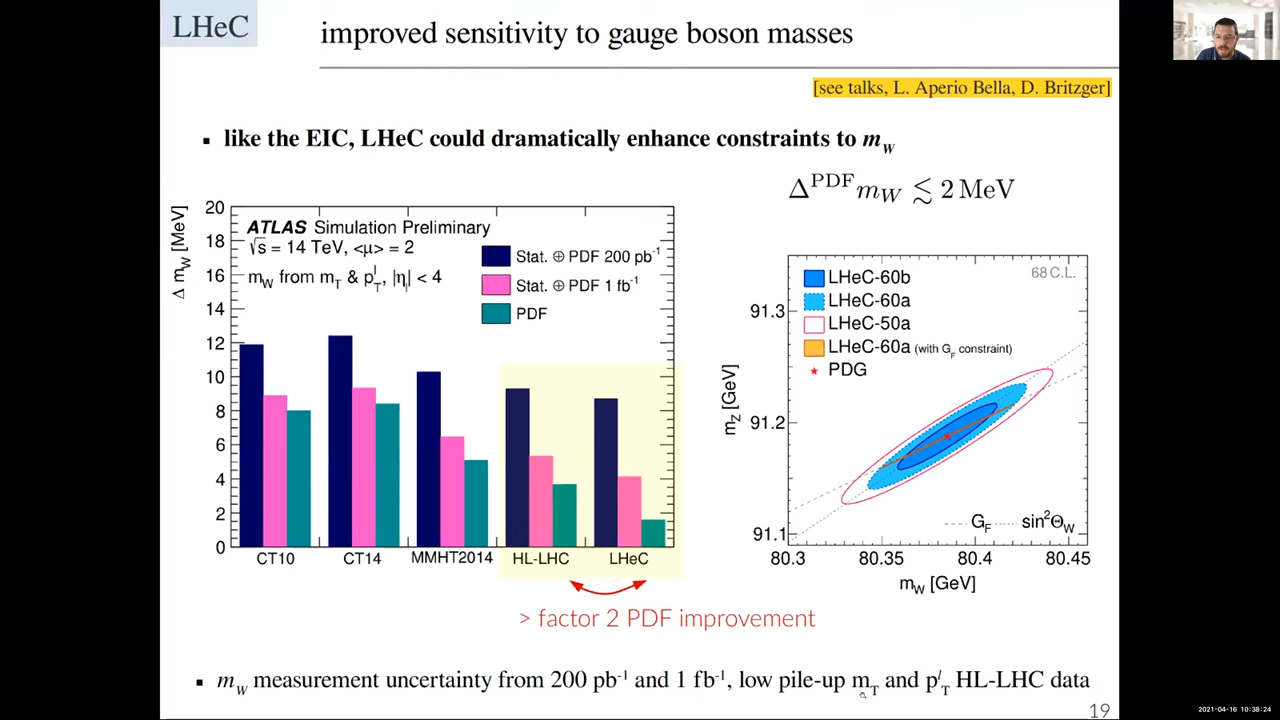 LHeC
improved sensitivity to gauge boson masses
[see talks, L. Aperio Bella, D. Britzger]
▪ like the EIC, LHeC could dramatically enhance constraints to m_W
Δ^PDF m_W ≲ 2 MeV
Δ m_W [MeV]
20
18
16
14
12
10
8
6
4
2
0
ATLAS Simulation Preliminary
√s = 14 TeV, <μ> = 2
m_W from m_T & p_T^l, |η_l| < 4
Stat. ⊕ PDF 200 pb⁻¹
Stat. ⊕ PDF 1 fb⁻¹
PDF
CT10 CT14 MMHT2014 HL-LHC LHeC
> factor 2 PDF improvement
68 C.L.
LHeC-60b
LHeC-60a
LHeC-50a
LHeC-60a (with G_F constraint)
PDG
m_Z [GeV]
91.3
91.2
91.1
G_F sin²Θ_W
80.3 80.35 80.4 80.45
m_W [GeV]
▪ m_W measurement uncertainty from 200 pb⁻¹ and 1 fb⁻¹, low pile-up m_T and p_T^l HL-LHC data
19
2021-04-16 10:38:24